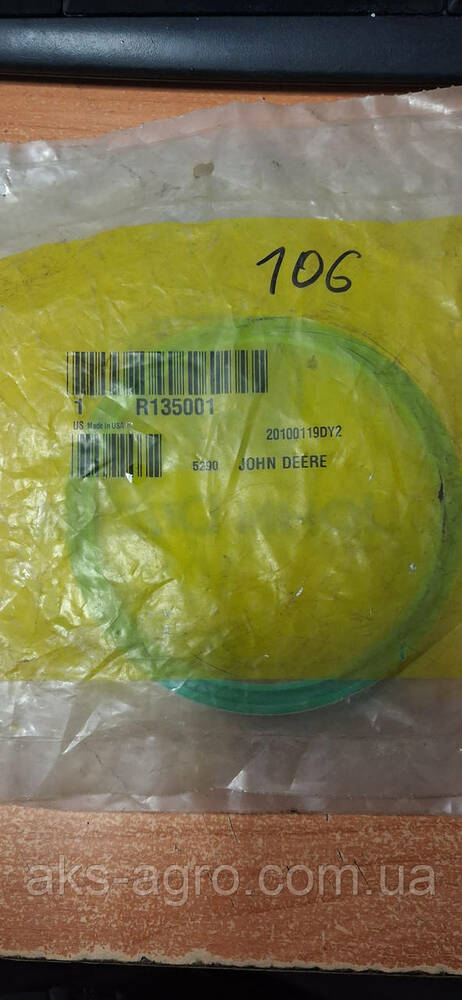 106
1 R135001
US Made in USA
20100119DY2
5290 JOHN DEERE
aks-agro.com.ua